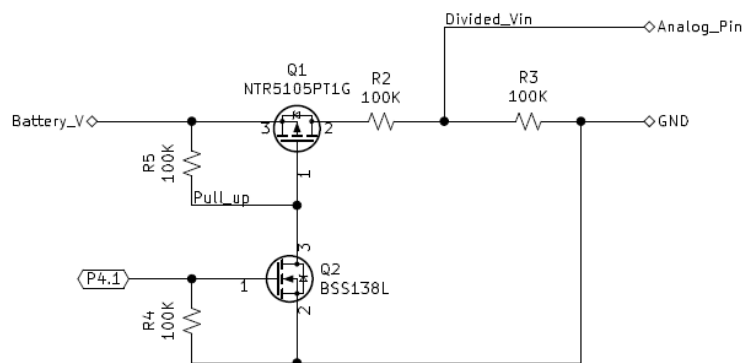 Divided_Vin
Analog_Pin
Q1
NTR5105PT1G
R2
100K
R3
100K
Battery_V
3
2
GND
R5
100K
1
Pull_up
3
P4.1
1
Q2
BSS138L
2
R4
100K